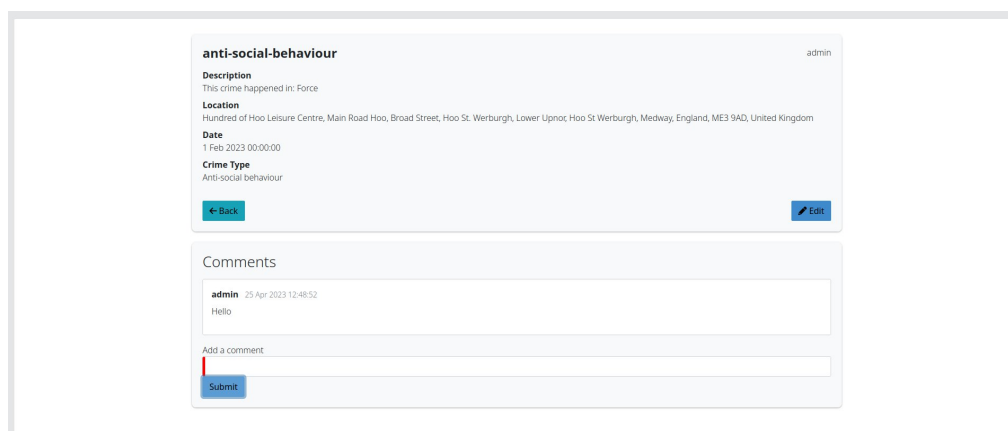 anti-social-behaviour
admin
Description
This crime happened in: Force
Location
Hundred of Hoo Leisure Centre, Main Road Hoo, Broad Street, Hoo St. Werburgh, Lower Upnor, Hoo St Werburgh, Medway, England, ME3 9AD, United Kingdom
Date
1 Feb 2023 00:00:00
Crime Type
Anti-social behaviour
Back
Edit
Comments
admin 25 Apr 2023 12:48:52
Hello
Add a comment
Submit